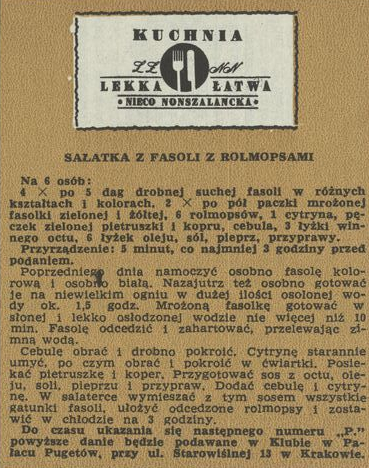 KUCHNIA
ZZ NN
LEKKA ŁATWA
• NIECO NONSZALANCKA •
SAŁATKA Z FASOLI Z ROLMOPSAMI
Na 6 osób:
4 × po 5 dag drobnej suchej fasoli w różnych
kształtach i kolorach, 2 × po pół paczki mrożonej
fasolki zielonej i żółtej, 6 rolmopsów, 1 cytryna, pę-
czek zielonej pietruszki i kopru, cebula, 3 łyżki win-
nego octu, 6 łyżek oleju, sól, pieprz, przyprawy.
Przyrządzenie: 5 minut, co najmniej 3 godziny przed
podaniem.
Poprzedniego dnia namoczyć osobno fasolę kolo-
rową i osobno białą. Nazajutrz też osobno gotować
je na niewielkim ogniu w dużej ilości osolonej wo-
dy ok. 1,5 godz. Mrożoną fasolkę gotować w
słonej i lekko osłodzonej wodzie nie więcej niż 10
min. Fasolę odcedzić i zahartować, przelewając zi-
mną wodą.
Cebulę obrać i drobno pokroić. Cytrynę starannie
umyć, po czym obrać i pokroić w ćwiartki. Posie-
kać pietruszkę i koper. Przygotować sos z octu, ole-
ju, soli, pieprzu i przypraw. Dodać cebulę i cytry-
nę. W salaterce wymieszać z tym sosem wszystkie
gatunki fasoli, ułożyć odcedzone rolmopsy i zosta-
wić w chłodzie na 3 godziny.
Do czasu ukazania się następnego numeru „P.”
powyższe danie będzie podawane w Klubie w Pa-
łacu Pugetów, przy ul. Starowiślnej 13 w Krakowie.